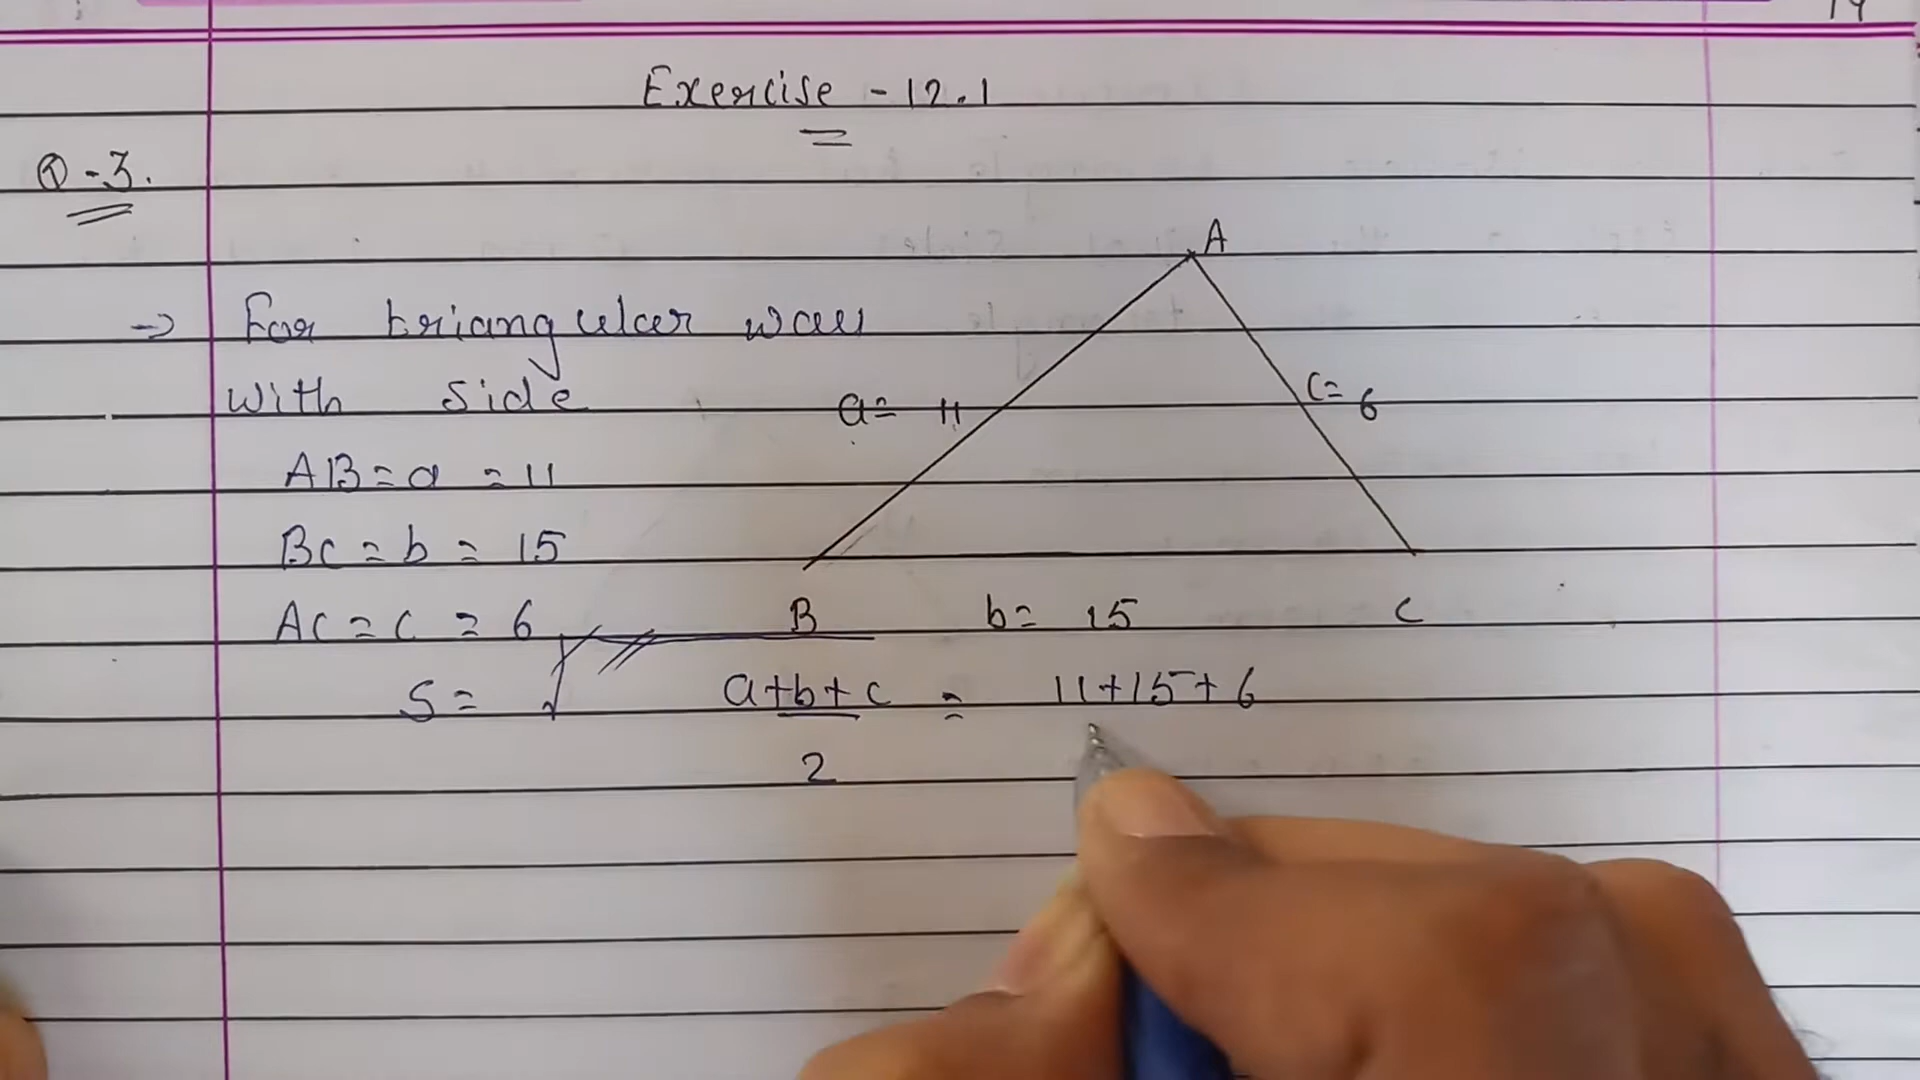 14
Exercise - 12.1
Q-3.
A
→ For triangular wall
with side
a = 11
c = 6
AB = a = 11
BC = b = 15
AC = c = 6
B
b = 15
C
S = √ a+b+c = 11+15+6
2